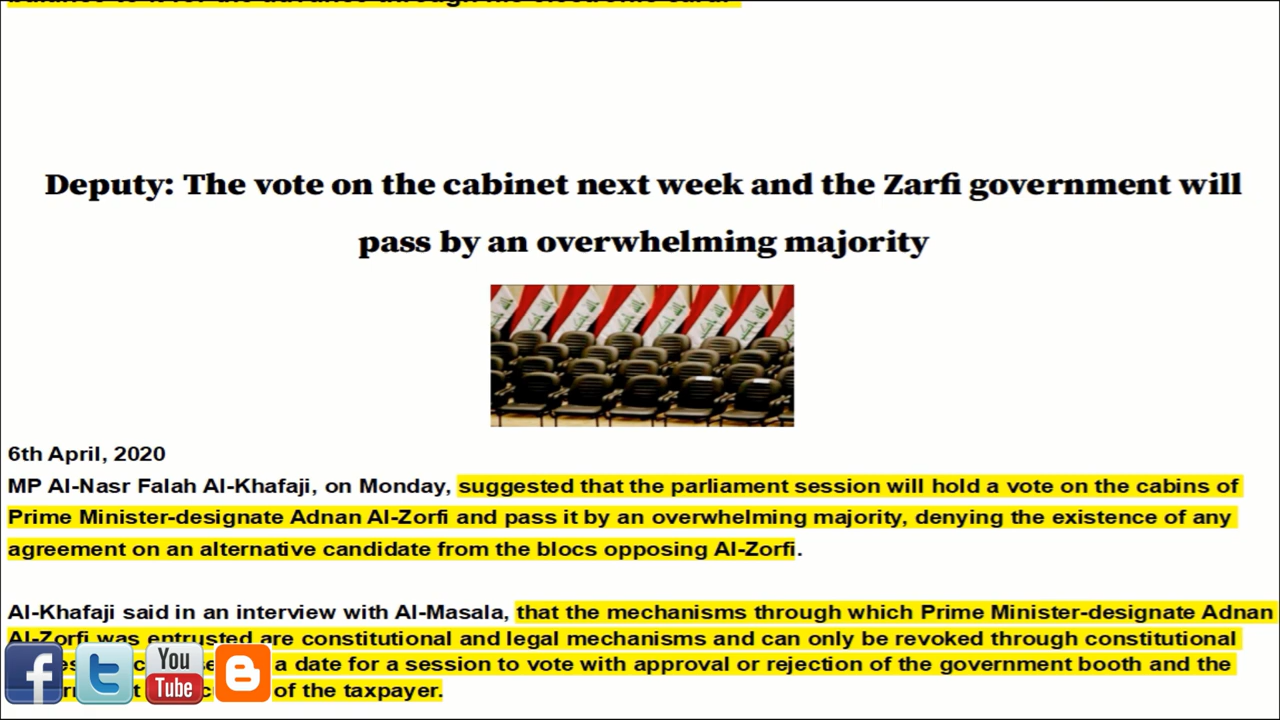 Deputy: The vote on the cabinet next week and the Zarfi government will
pass by an overwhelming majority
6th April, 2020
MP Al-Nasr Falah Al-Khafaji, on Monday, suggested that the parliament session will hold a vote on the cabins of
Prime Minister-designate Adnan Al-Zorfi and pass it by an overwhelming majority, denying the existence of any
agreement on an alternative candidate from the blocs opposing Al-Zorfi.
Al-Khafaji said in an interview with Al-Masala, that the mechanisms through which Prime Minister-designate Adnan
Al-Zorfi was entrusted are constitutional and legal mechanisms and can only be revoked through constitutional
a date for a session to vote with approval or rejection of the government booth and the
of the taxpayer.
f t You Tube B